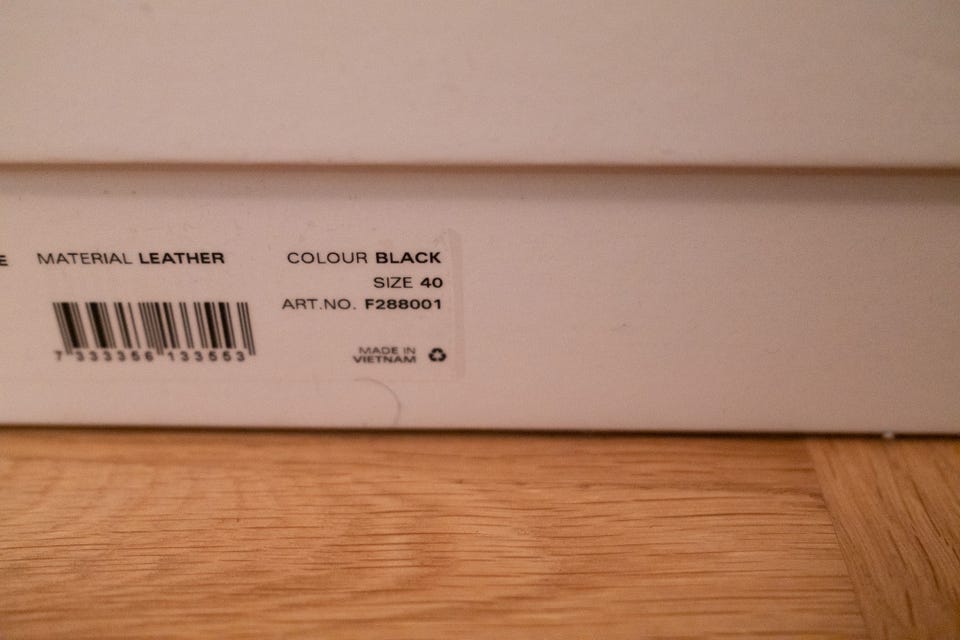 E MATERIAL LEATHER
COLOUR BLACK
SIZE 40
ART.NO. F288001
7 333356 133553
MADE IN
VIETNAM